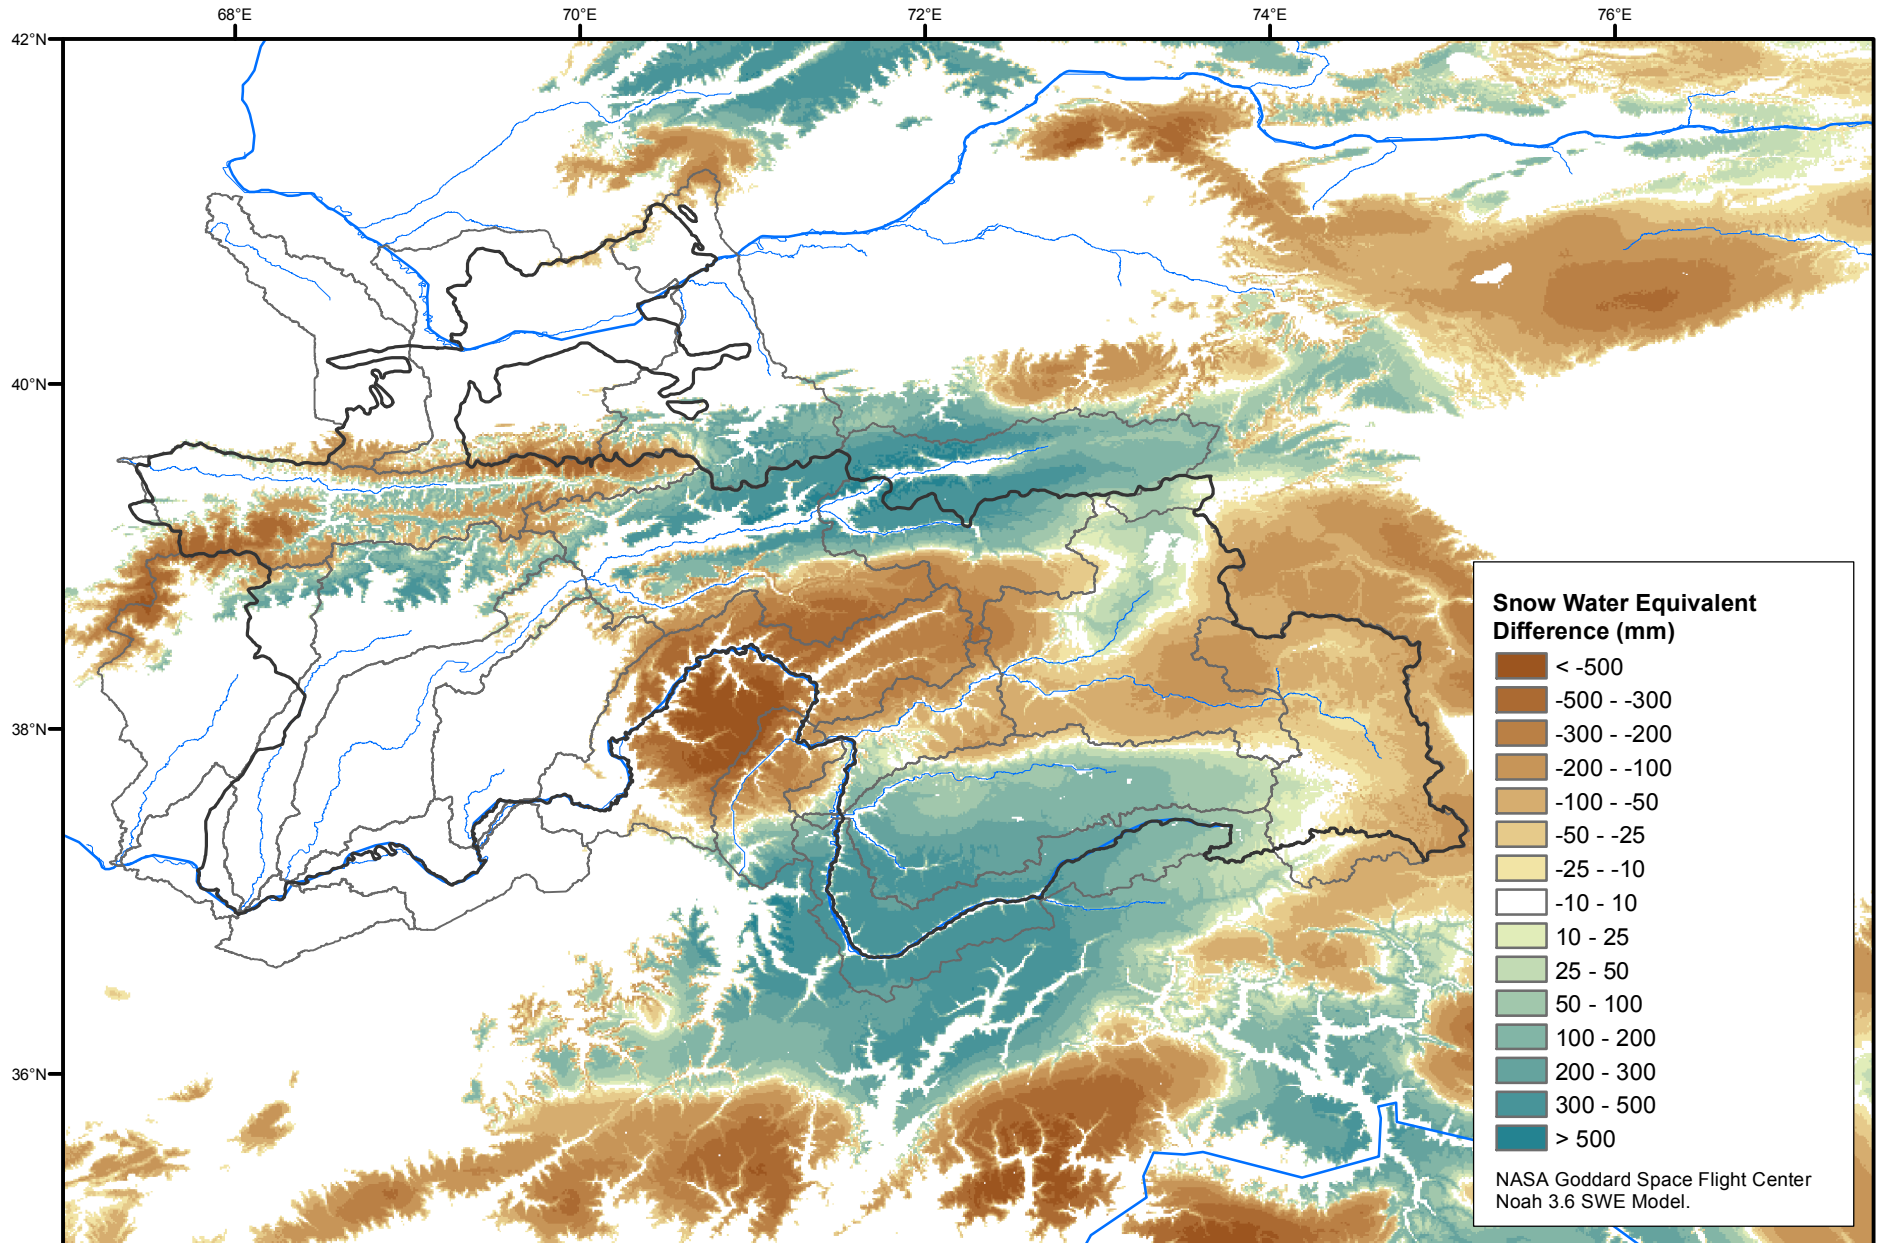 68°E 70°E 72°E 74°E 76°E
42°N
40°N
38°N
36°N
Snow Water Equivalent
Difference (mm)
< -500
-500 - -300
-300 - -200
-200 - -100
-100 - -50
-50 - -25
-25 - -10
-10 - 10
10 - 25
25 - 50
50 - 100
100 - 200
200 - 300
300 - 500
> 500
NASA Goddard Space Flight Center
Noah 3.6 SWE Model.